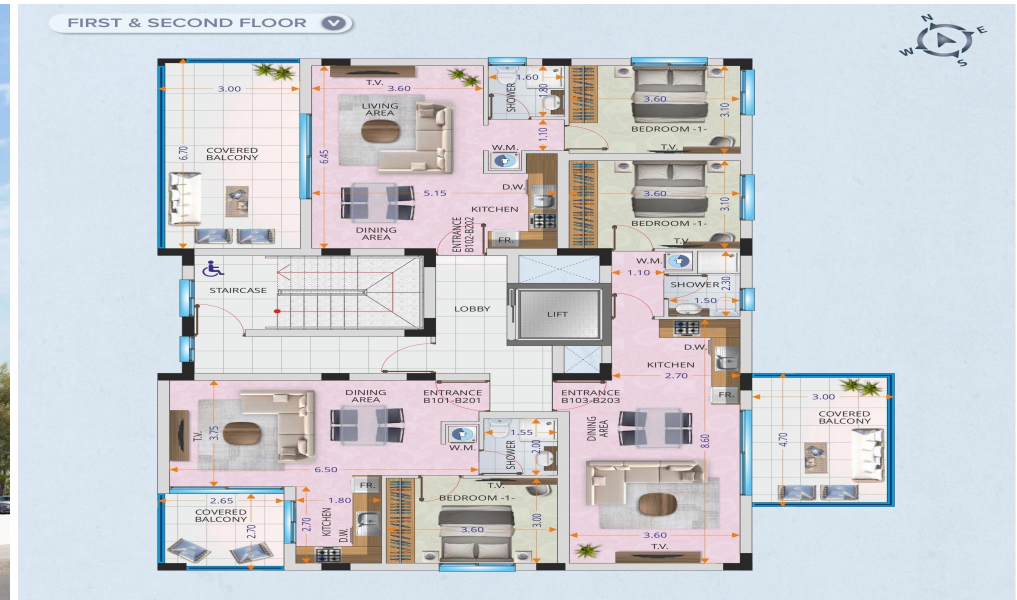 FIRST & SECOND FLOOR
N
E
W
S
T.V.
3.60
3.00
LIVING
AREA
COVERED
BALCONY
6.70
6.45
1.60
1.80
SHOWER
1.10
W.M.
3.60
3.10
BEDROOM -1-
T.V.
D.W.
5.15
KITCHEN
DINING
AREA
ENTRANCE
B102-B202
FR.
3.60
3.10
BEDROOM -1-
T.V.
STAIRCASE
LOBBY
LIFT
W.M.
1.10
SHOWER
2.30
1.50
D.W.
KITCHEN
2.70
FR.
DINING
AREA
ENTRANCE
B101-B201
ENTRANCE
B103-B203
T.V.
3.75
W.M.
1.55
SHOWER
2.00
DINING
AREA
8.60
3.00
COVERED
BALCONY
4.70
6.50
2.65
COVERED
BALCONY
2.70
1.80
FR.
2.70
KITCHEN
D.W.
T.V.
BEDROOM -1-
3.60
3.00
3.60
T.V.